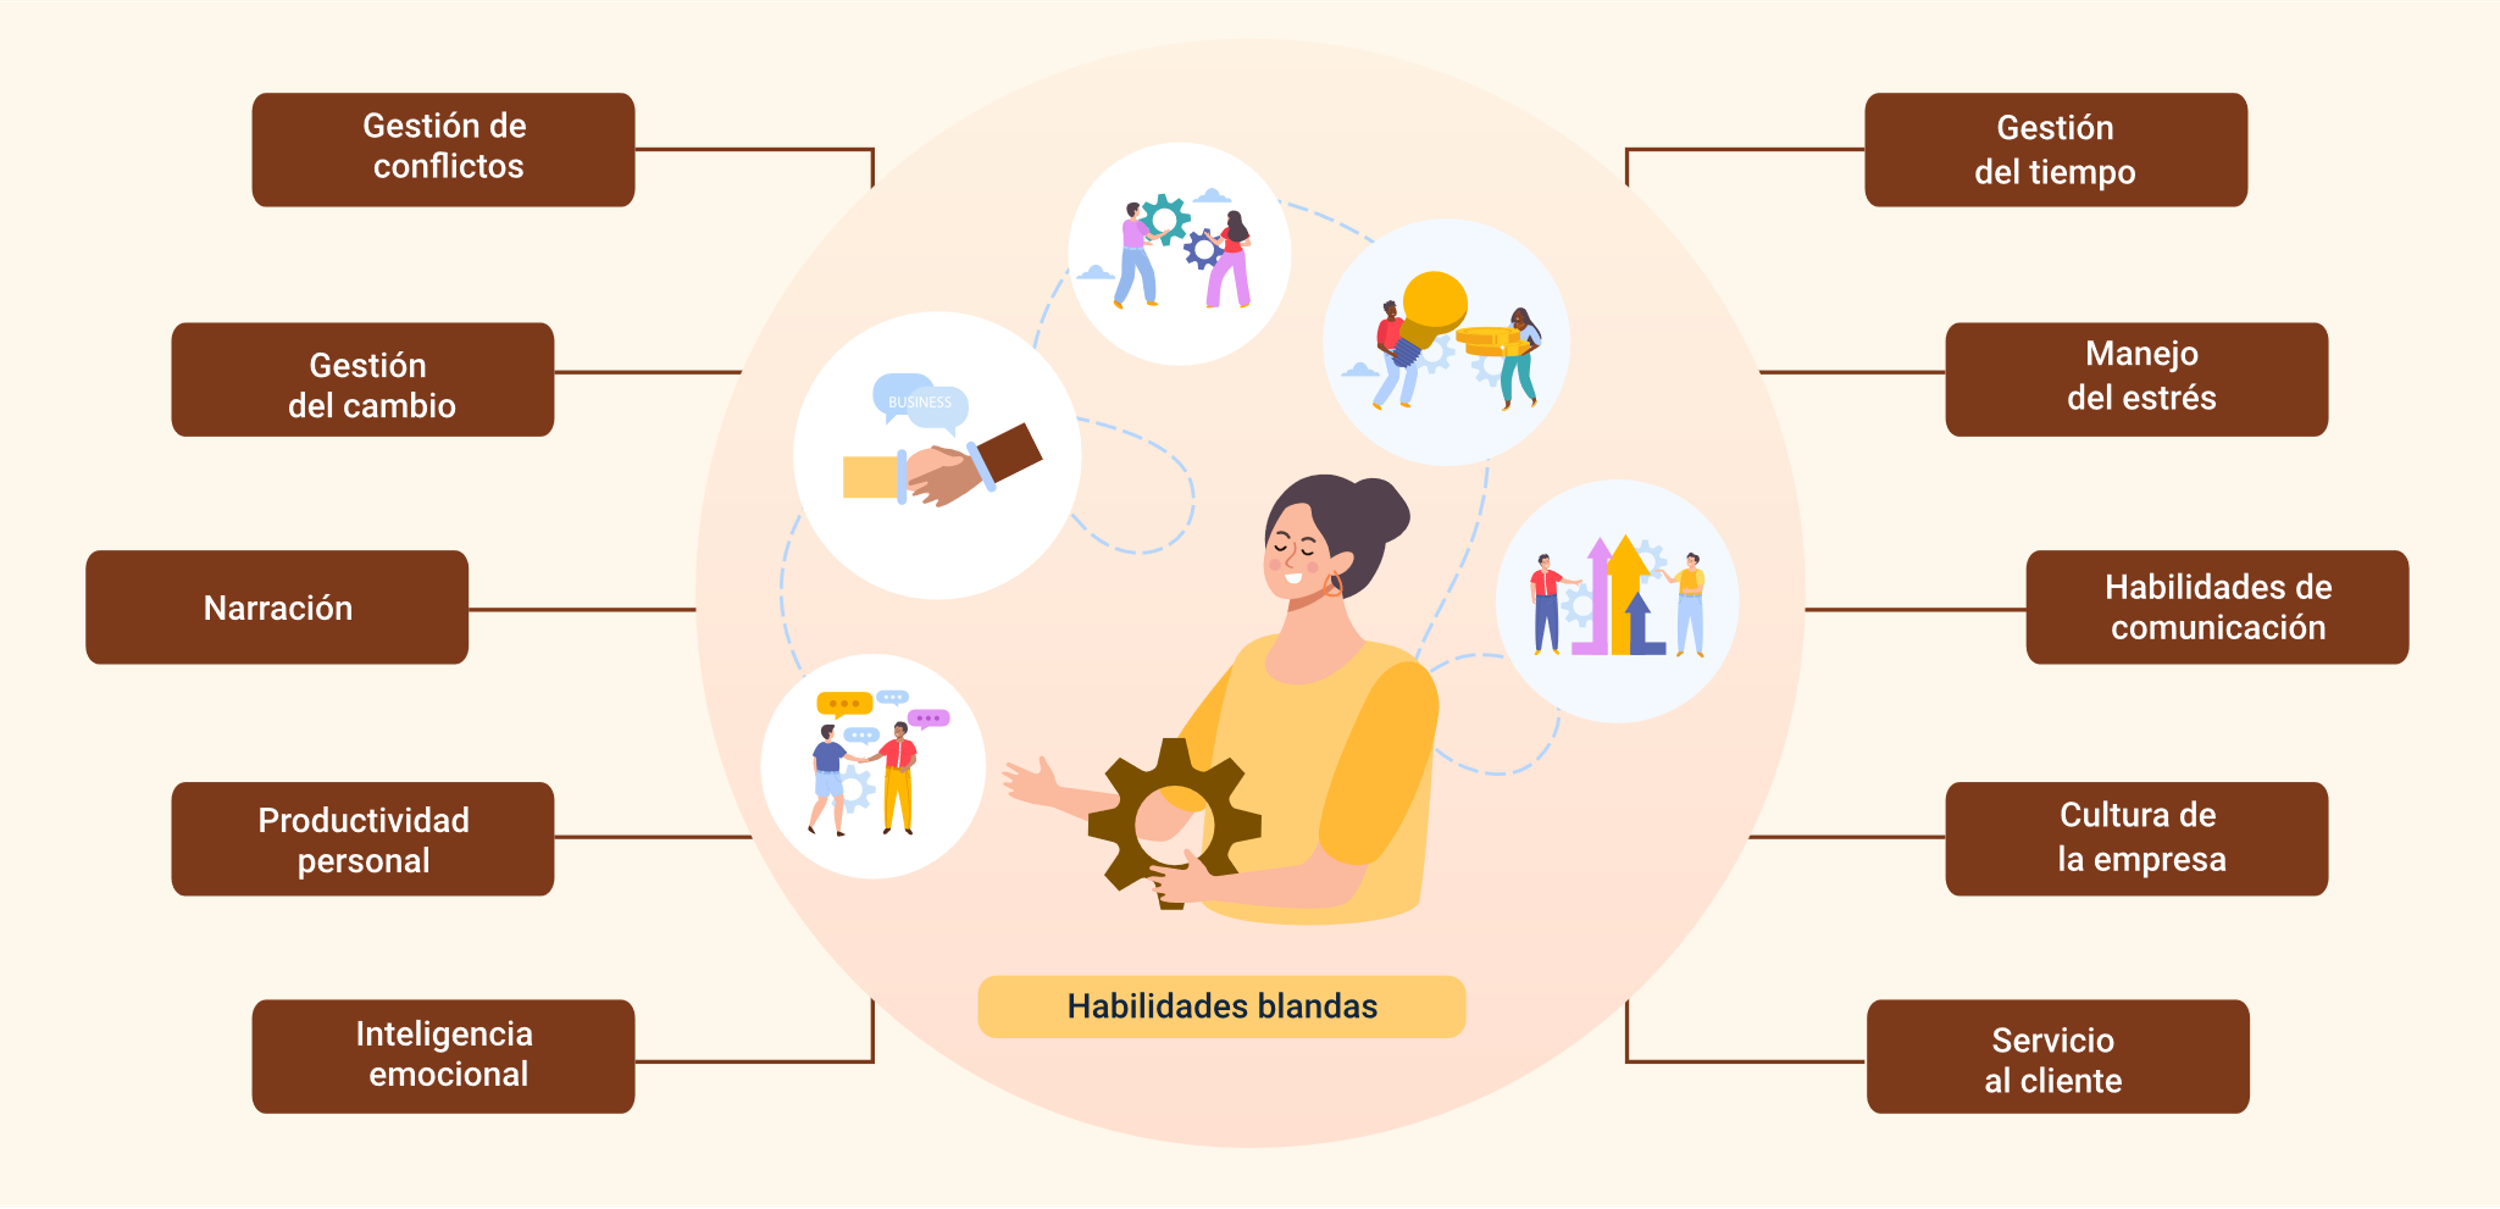 Gestión de
conflictos
Gestión
del cambio
Narración
Productividad
personal
Inteligencia
emocional
BUSINESS
Habilidades blandas
Gestión
del tiempo
Manejo
del estrés
Habilidades de
comunicación
Cultura de
la empresa
Servicio
al cliente